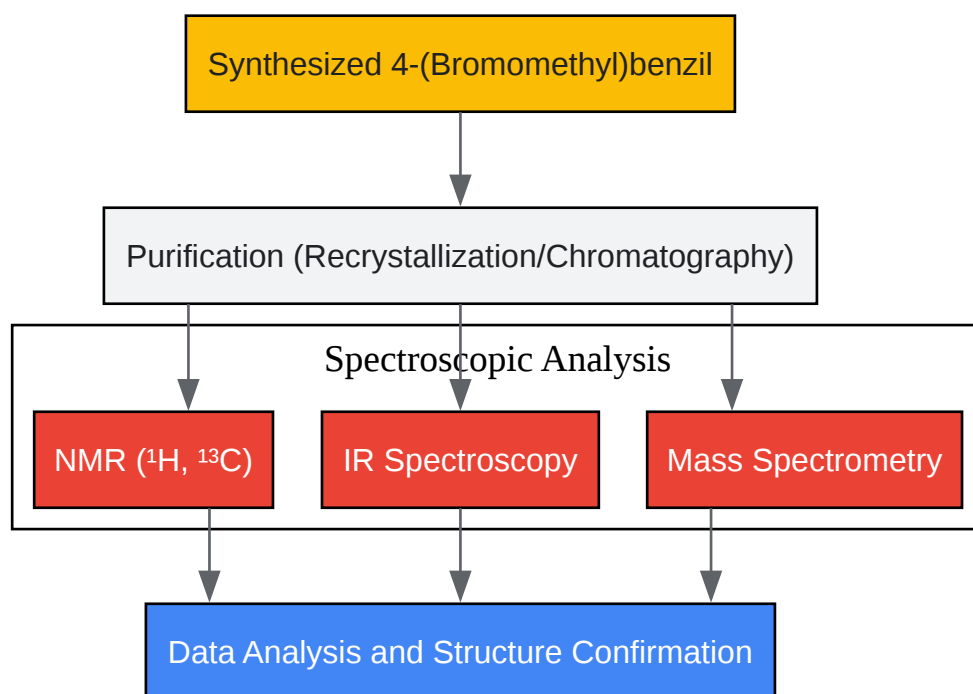 Synthesized 4-(Bromomethyl)benzil
Purification (Recrystallization/Chromatography)
Spectroscopic Analysis
NMR (¹H, ¹³C)
IR Spectroscopy
Mass Spectrometry
Data Analysis and Structure Confirmation